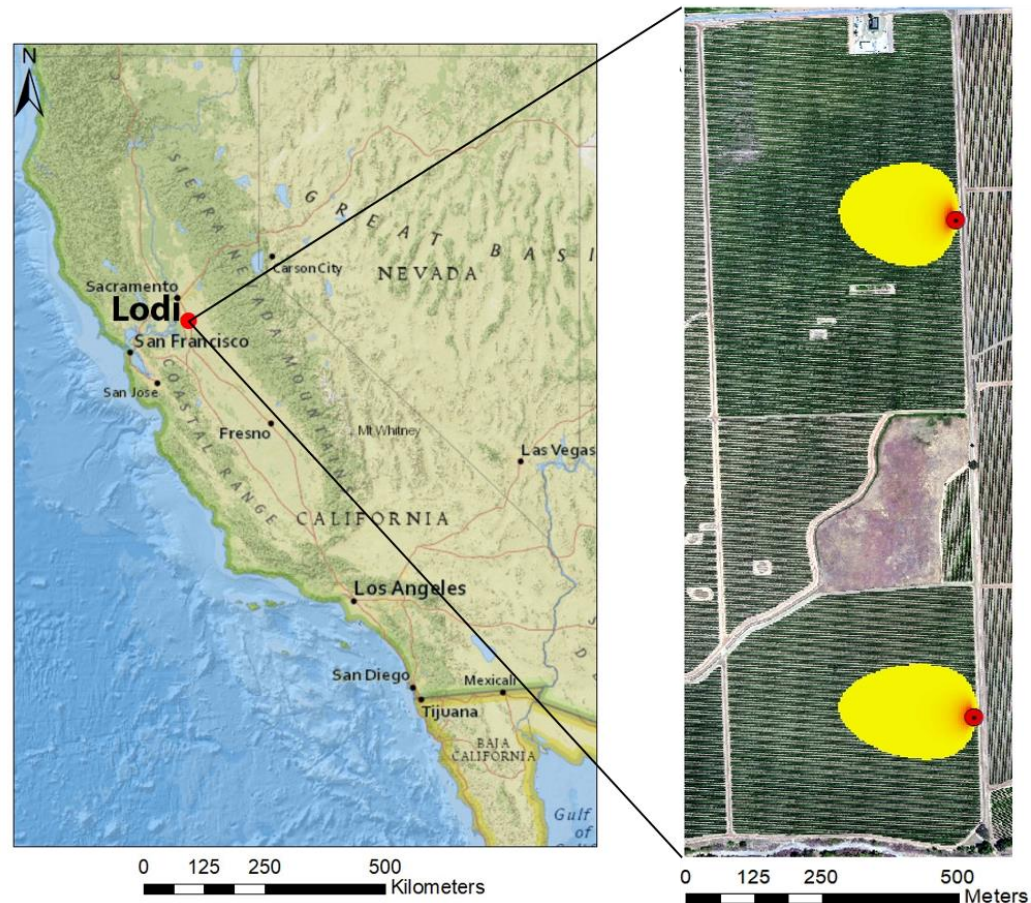 N
SIERRA NEVADA MOUNTAINS
GREAT BASI
Carson City
NEVADA
Sacramento
Lodi
San Francisco
San Jose
COASTAL RANGE
Fresno
Mt Whitney
Las Vegas
CALIFORNIA
Los Angeles
San Diego
Mexicali
Tijuana
BAJA
CALIFORNIA
Gulf
of
0 125 250 500
Kilometers
0 125 250 500
Meters